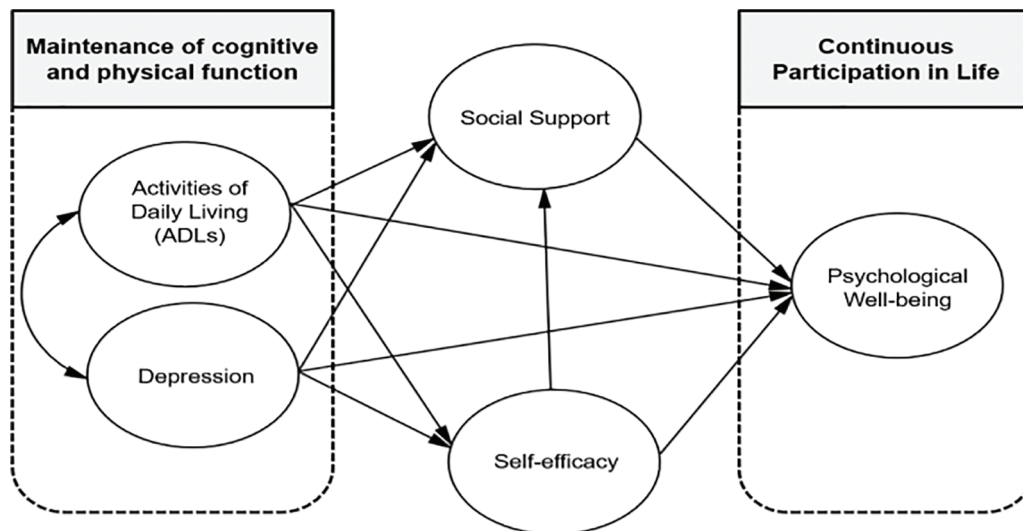 Maintenance of cognitive
and physical function
Continuous
Participation in Life
Social Support
Activities of
Daily Living
(ADLs)
Psychological
Well-being
Depression
Self-efficacy